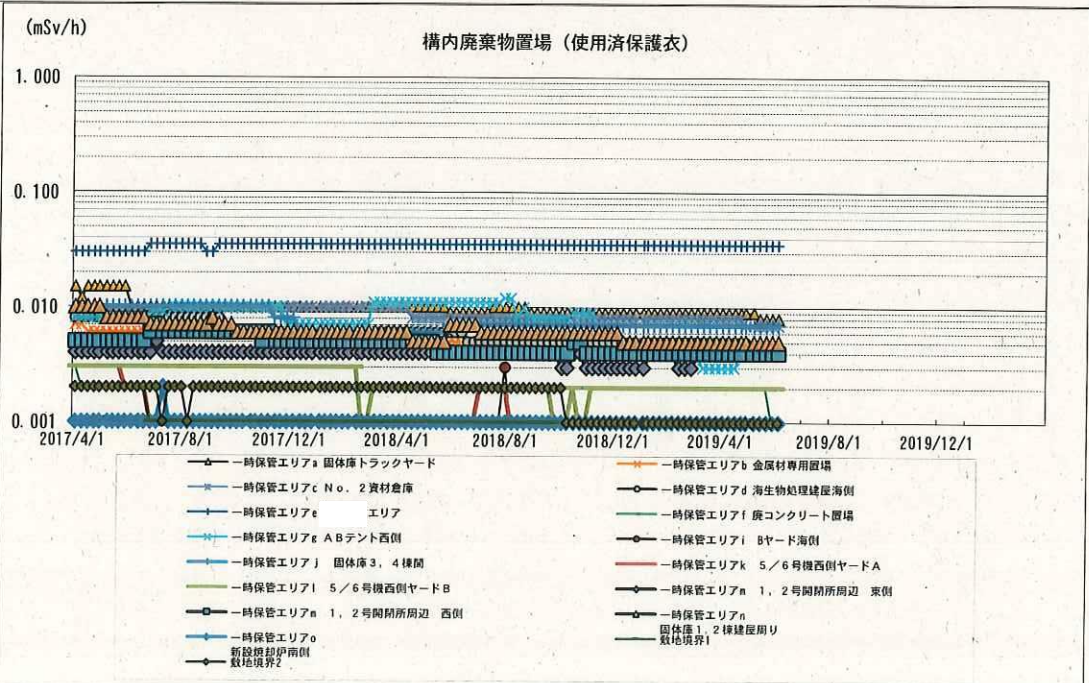 (mSv/h)
構内廃棄物置場（使用済保護衣）
1.000
0.100
0.010
0.001
2017/4/1 2017/8/1 2017/12/1 2018/4/1 2018/8/1 2018/12/1 2019/4/1 2019/8/1 2019/12/1
一時保管エリアa 固体庫トラックヤード
一時保管エリアb 金属材専用置場
一時保管エリアc No．2資材倉庫
一時保管エリアd 海生物処理建屋海側
一時保管エリアe エリア
一時保管エリアf 廃コンクリート置場
一時保管エリアg ABテント西側
一時保管エリアi Bヤード海側
一時保管エリアj 固体庫3，4棟間
一時保管エリアk 5／6号機西側ヤードA
一時保管エリアl 5／6号機西側ヤードB
一時保管エリアm 1，2号開閉所周辺 東側
一時保管エリアm 1，2号開閉所周辺 西側
一時保管エリアn
固体庫1，2棟建屋周り
一時保管エリアo
敷地境界1
新設焼却炉南側
敷地境界2